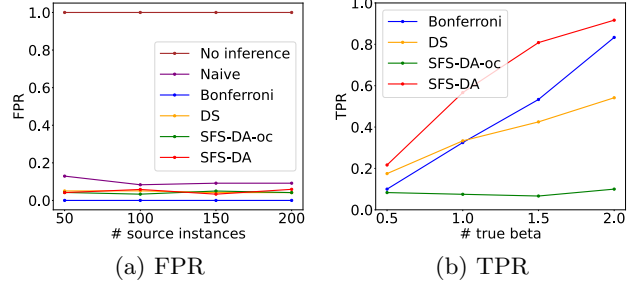 1.0
0.8
0.6
0.4
0.2
0.0
FPR
No inference
Naive
Bonferroni
DS
SFS-DA-oc
SFS-DA
50 100 150 200
# source instances
(a) FPR
1.0
0.8
0.6
0.4
0.2
0.0
TPR
Bonferroni
DS
SFS-DA-oc
SFS-DA
0.5 1.0 1.5 2.0
# true beta
(b) TPR